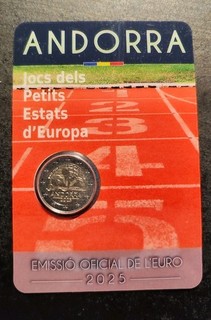 ANDORRA
Jocs dels
Petits
Estats
d'Europa
EMISSIÓ OFICIAL DE L'EURO
2025